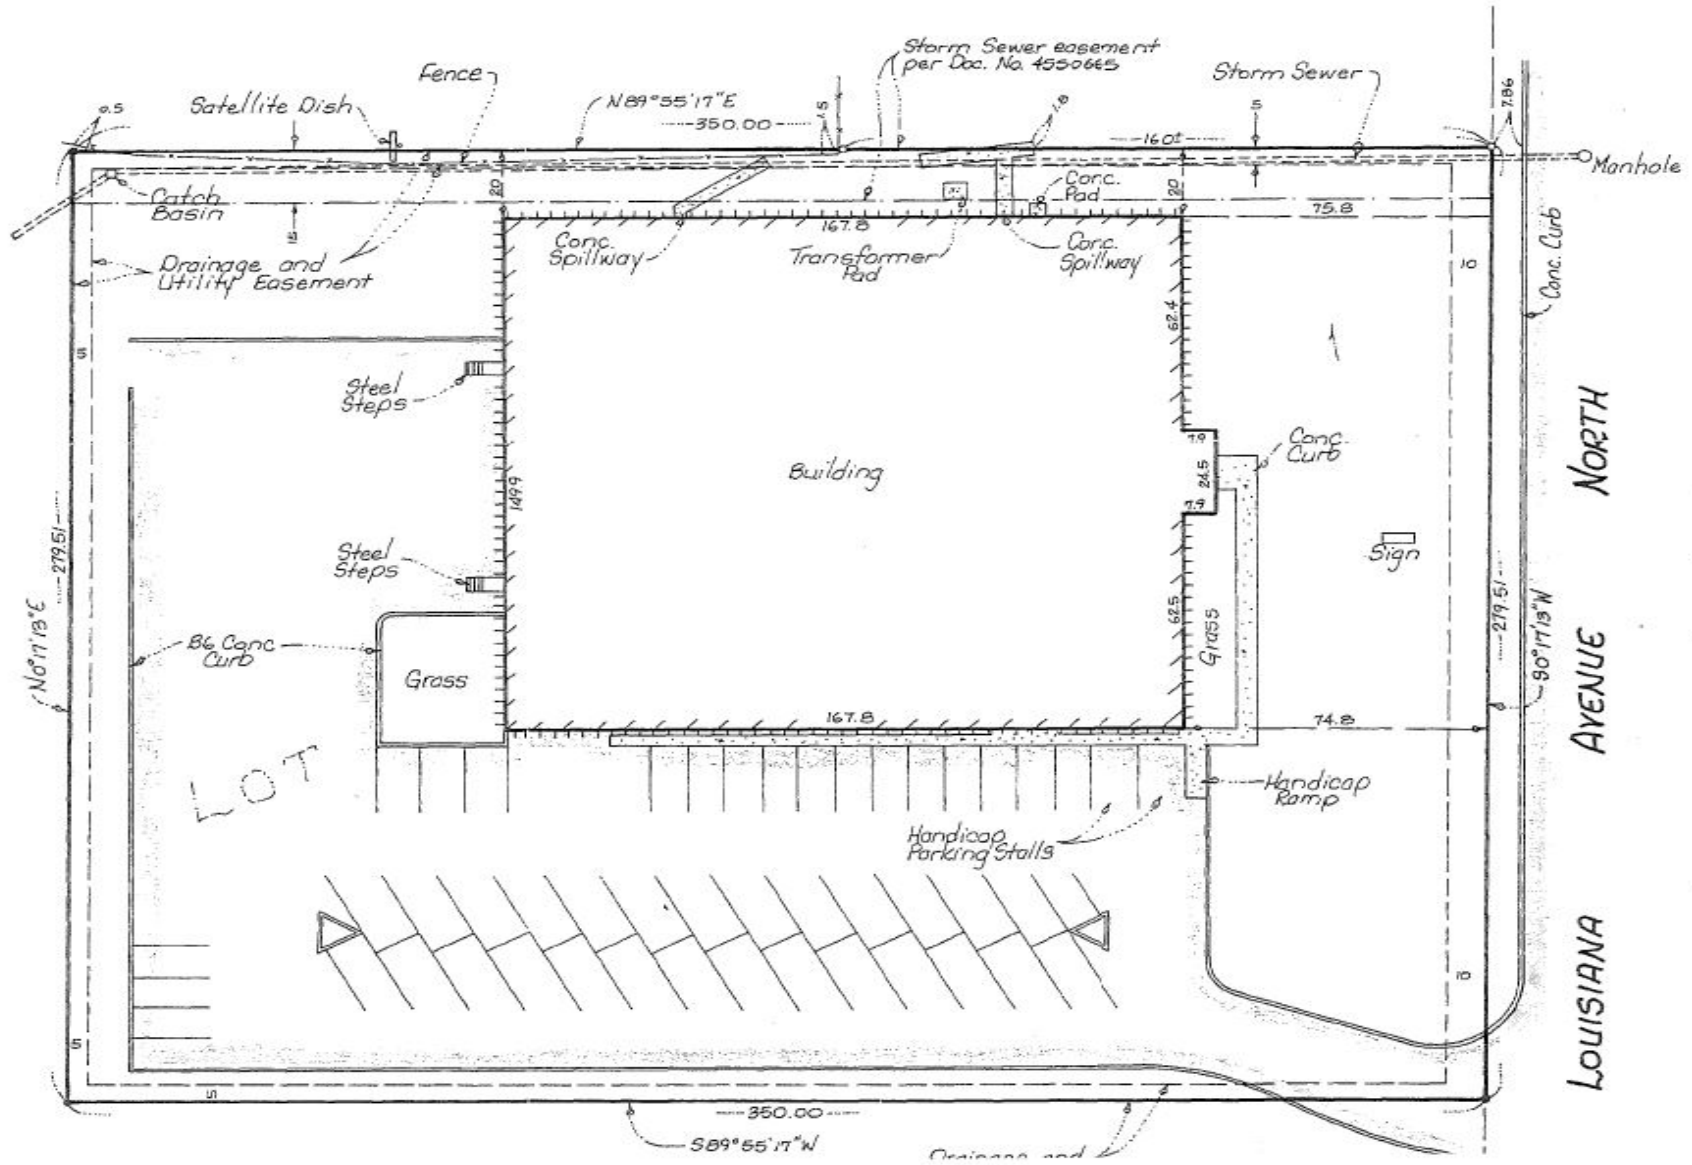 Storm Sewer easement
per Doc. No. 4550665
Fence
Storm Sewer
Satellite Dish
N89°55'17"E
350.00
0.5
1.5
1.8
5
7.86
160±
Manhole
Catch
Basin
20
Conc.
Pad
20
75.8
15
167.8
Conc.
Spillway
Transformer
Pad
Conc.
Spillway
Drainage and
Utility Easement
10
Conc. Curb
62.4
5
Steel
Steps
7.9
24.5
7.9
Conc.
Curb
Building
149.9
NORTH
279.51
N0°17'13"E
Steel
Steps
Sign
B6 Conc
Curb
Grass
62.5
Grass
279.51
S0°17'13"W
AVENUE
167.8
74.8
LOT
Handicap
Ramp
Handicap
Parking Stalls
10
LOUISIANA
5
5
350.00
S89°55'17"W
Drainage and